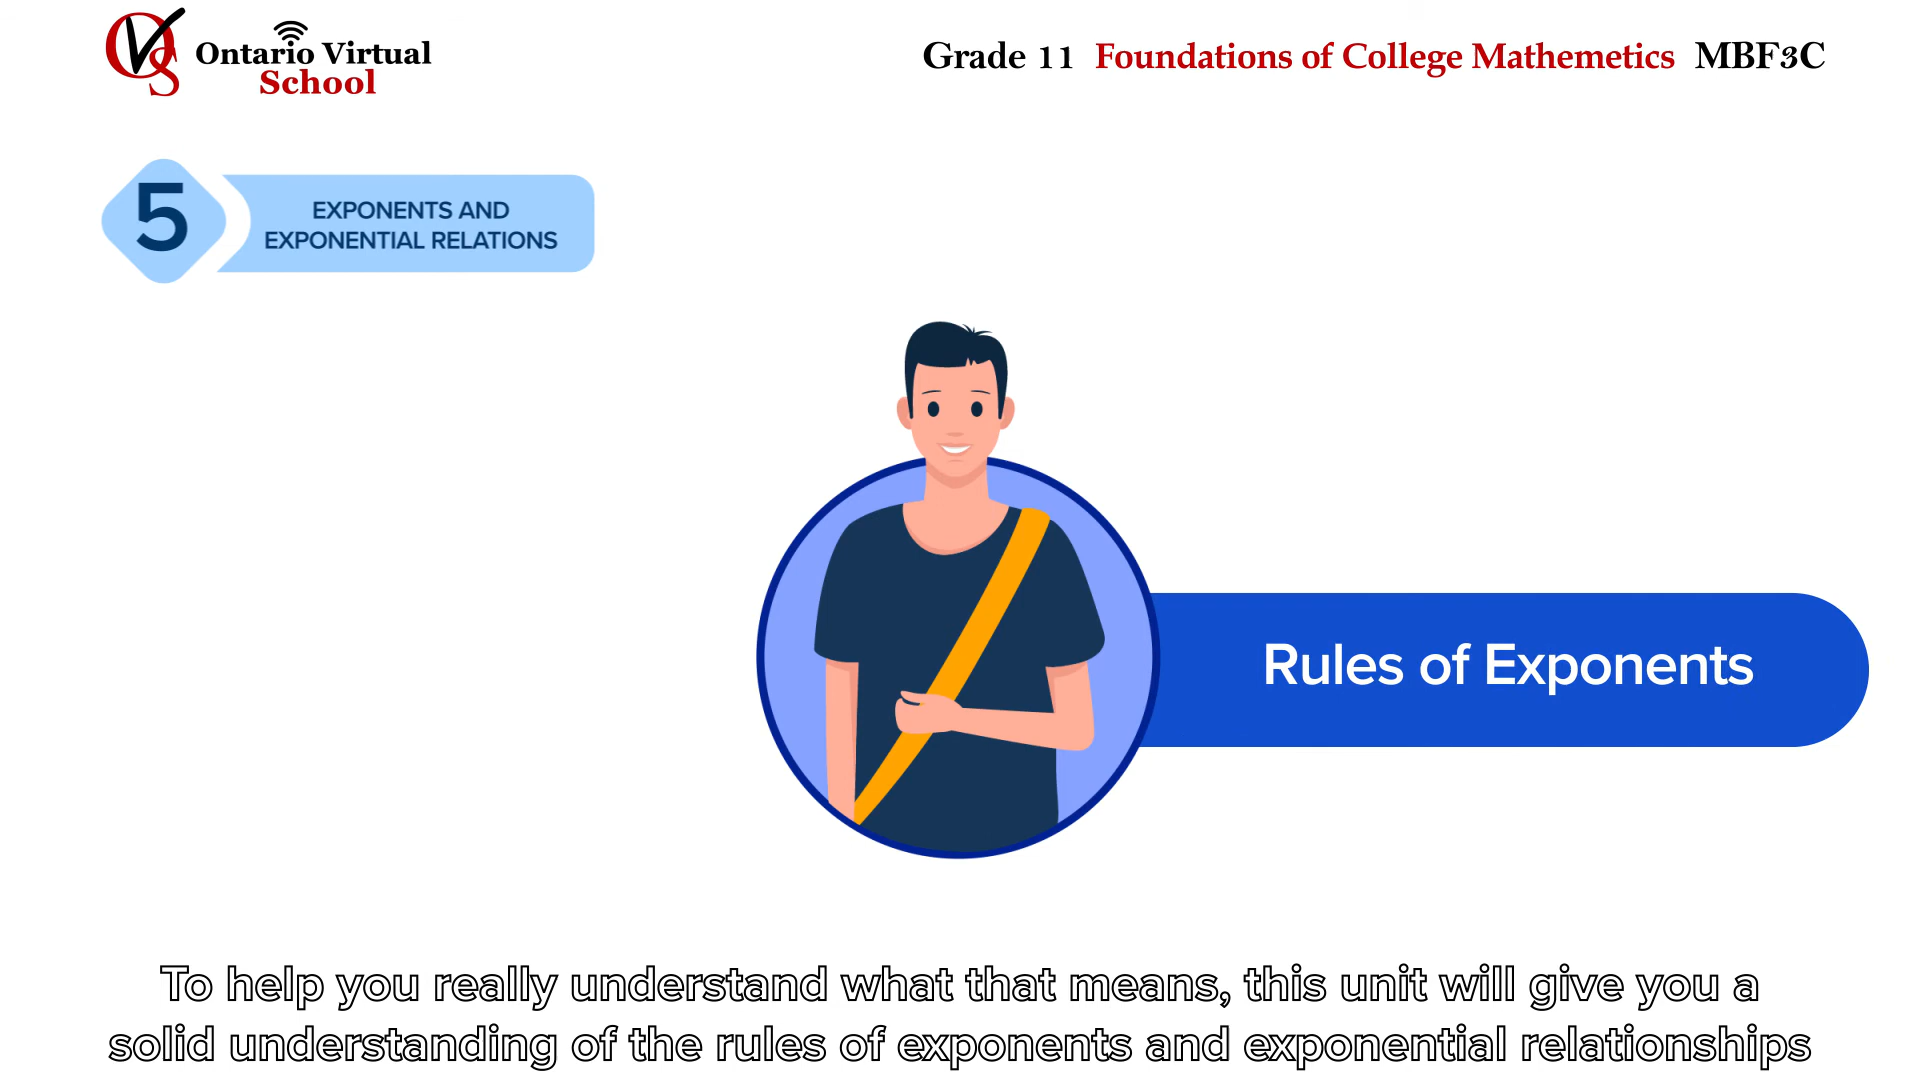 OVS Ontario Virtual
School
Grade 11 Foundations of College Mathemetics MBF3C
5
EXPONENTS AND
EXPONENTIAL RELATIONS
Rules of Exponents
To help you really understand what that means, this unit will give you a
solid understanding of the rules of exponents and exponential relationships